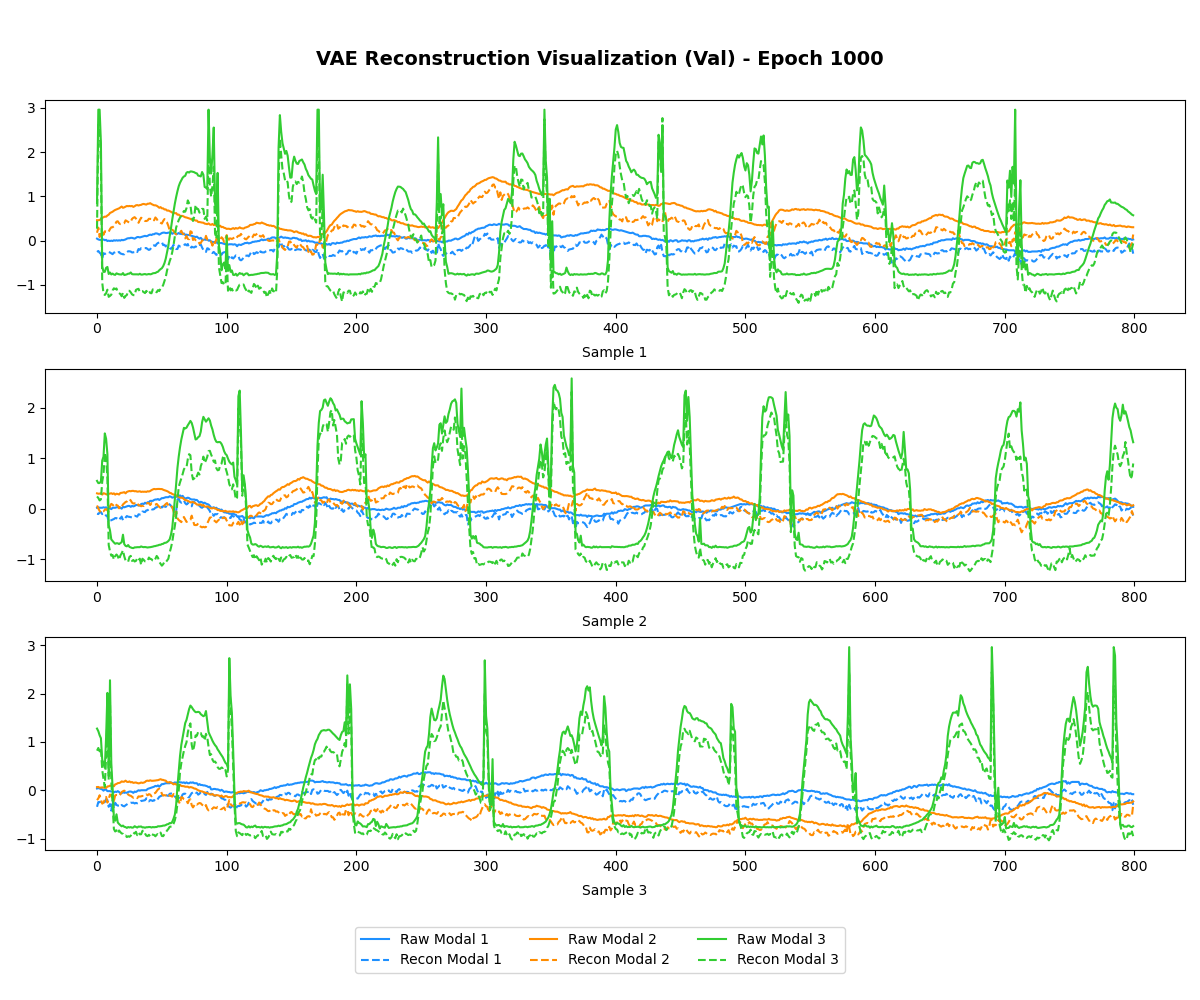 VAE Reconstruction Visualization (Val) - Epoch 1000
3
2
1
0
−1
0 100 200 300 400 500 600 700 800
Sample 1
2
1
0
−1
0 100 200 300 400 500 600 700 800
Sample 2
3
2
1
0
−1
0 100 200 300 400 500 600 700 800
Sample 3
Raw Modal 1 Raw Modal 2 Raw Modal 3
Recon Modal 1 Recon Modal 2 Recon Modal 3